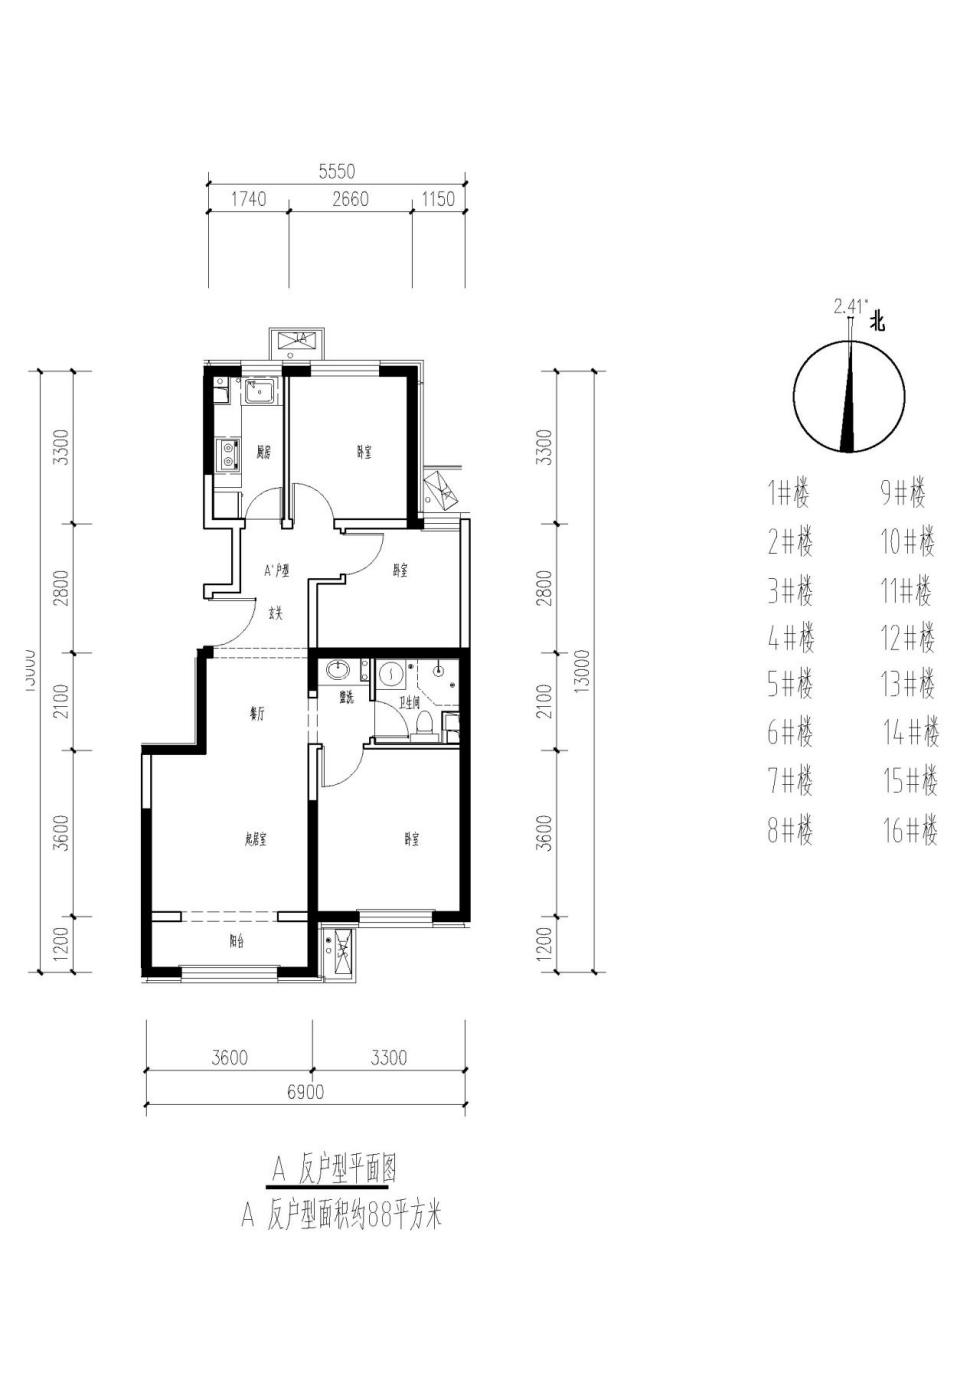 5550
1740 2660 1150
2.41°
北
3300 3300
厨房 卧室
1#楼 9#楼
2#楼 10#楼
2800 A'户型 卧室 2800
3#楼 11#楼
玄关
4#楼 12#楼
13000 13000
2100 盥洗 卫生间 2100
5#楼 13#楼
餐厅
6#楼 14#楼
7#楼 15#楼
3600 起居室 卧室 3600
8#楼 16#楼
1200 阳台 1200
3600 3300
6900
A 反户型平面图
A 反户型面积约88平方米